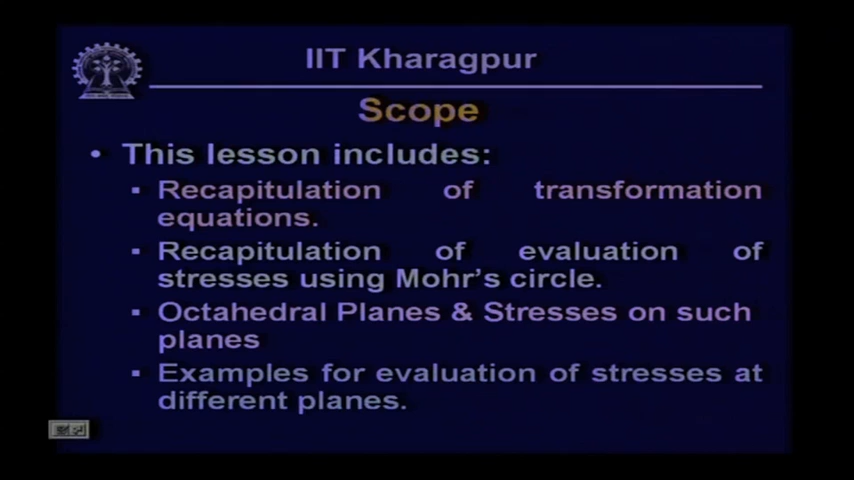 IIT Kharagpur
Scope
• This lesson includes:
▪ Recapitulation of transformation
equations.
▪ Recapitulation of evaluation of
stresses using Mohr's circle.
▪ Octahedral Planes & Stresses on such
planes
▪ Examples for evaluation of stresses at
different planes.